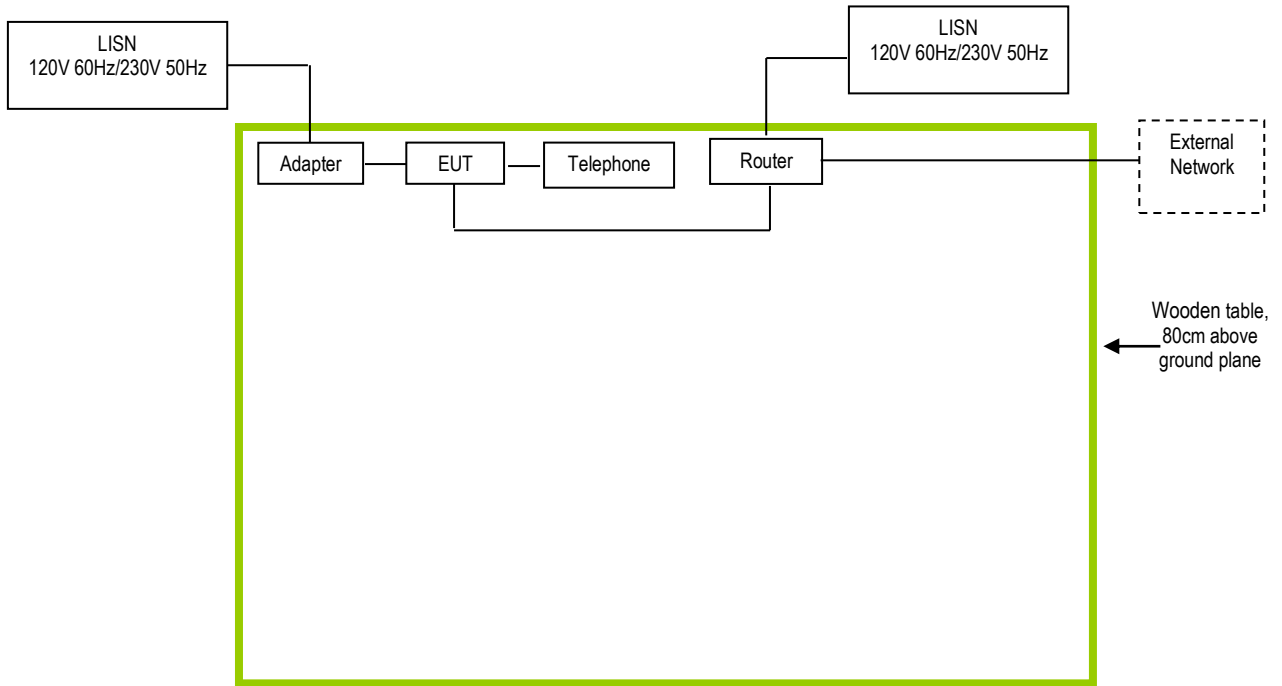 LISN
120V 60Hz/230V 50Hz
LISN
120V 60Hz/230V 50Hz
Adapter
EUT
Telephone
Router
External
Network
Wooden table,
80cm above
ground plane